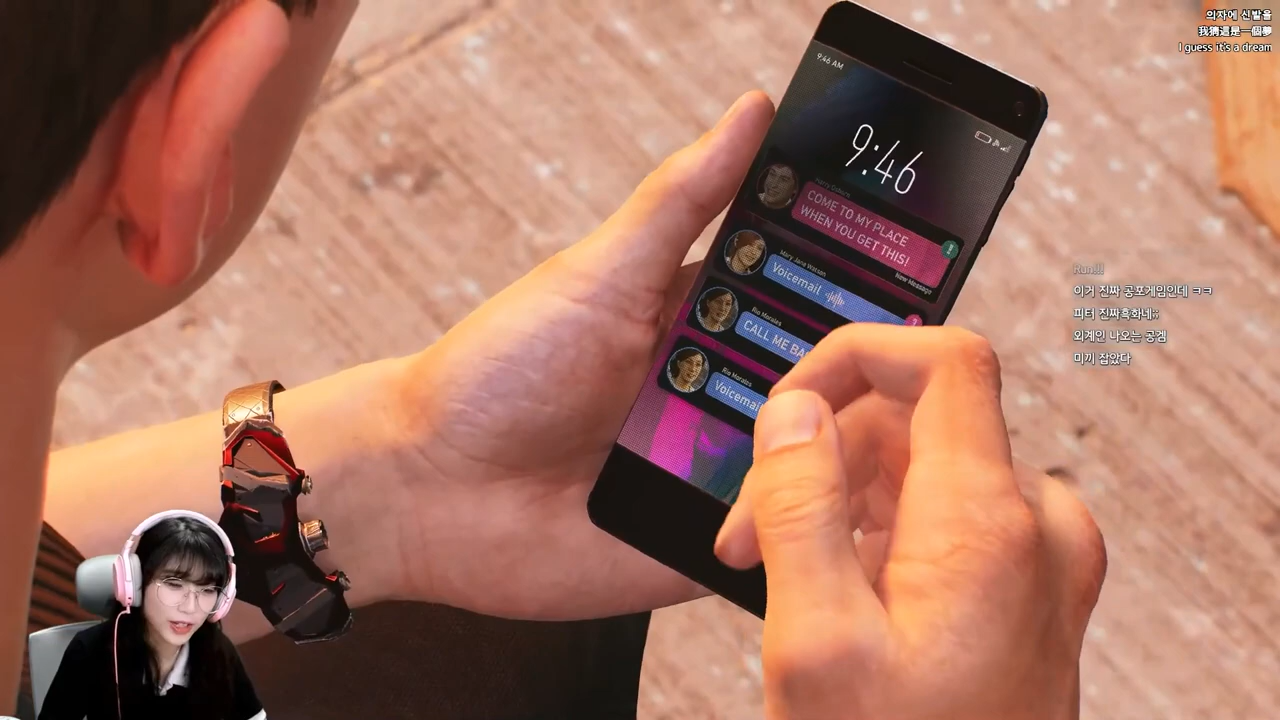 의자에 신발을
我猜這是一個夢
I guess it's a dream
9:46 AM
9:46
Harry Osborn
COME TO MY PLACE
WHEN YOU GET THIS!
New Message
Mary Jane Watson
Voicemail
Rio Morales
CALL ME BA
Rio Morales
Voicemai
Run!!!
이거 진짜 공포게임인데 ㅋㅋ
피터 진짜흑화네;;
외계인 나오는 공겜
미끼 잡았다